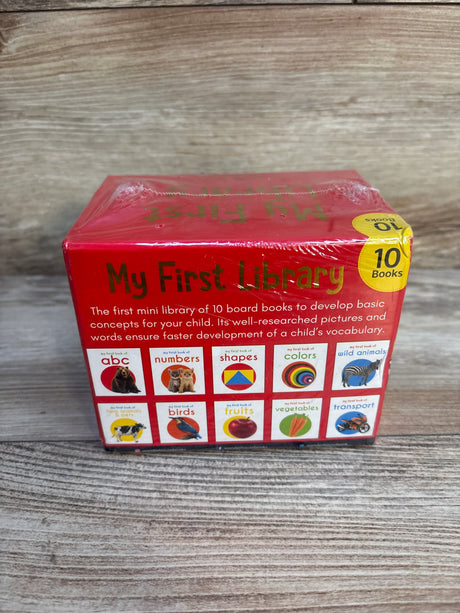 My First
10
BOOKS
10
BOOKS
My First Library
The first mini library of 10 board books to develop basic
concepts for your child. Its well-researched pictures and
words ensure faster development of a child's vocabulary.
my first book of
abc
my first book of
numbers
my first book of
shapes
my first book of
colors
my first book of
wild animals
my first book of
my first book of
birds
my first book of
fruits
my first book of
vegetables
my first book of
transport